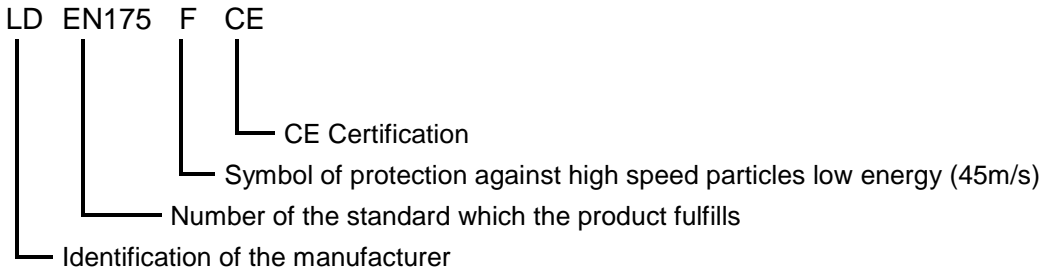 LD EN175 F CE
CE Certification
Symbol of protection against high speed particles low energy (45m/s)
Number of the standard which the product fulfills
Identification of the manufacturer